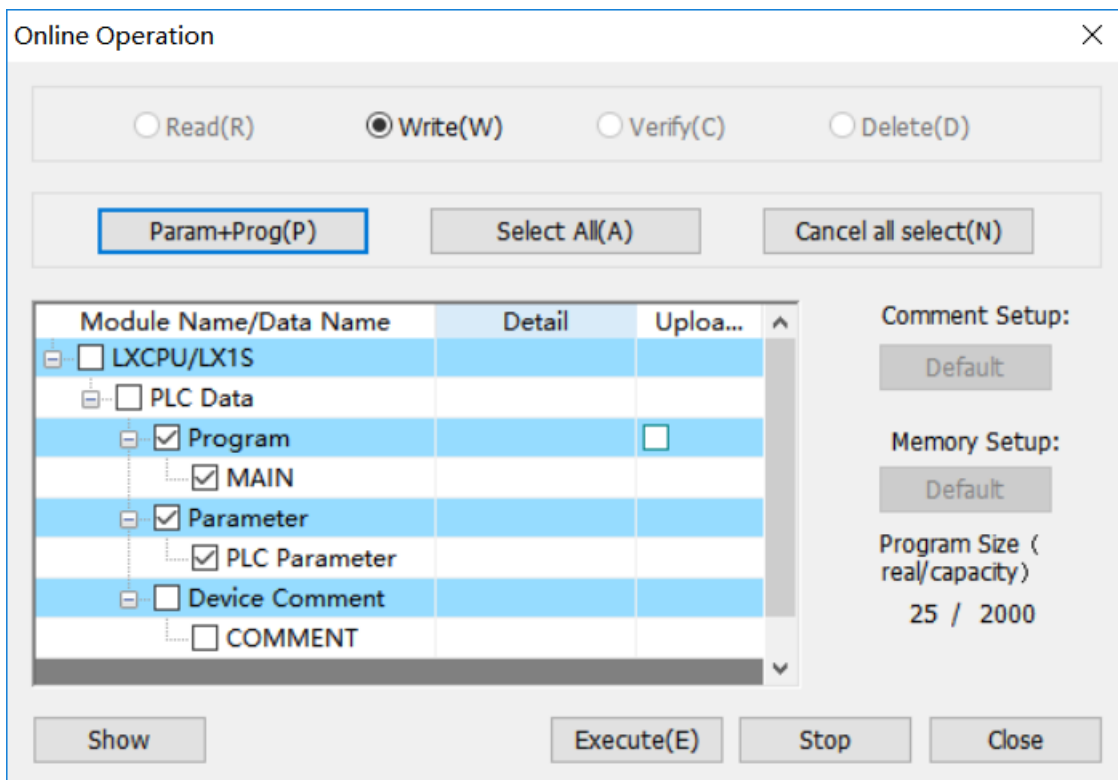 Online Operation
Read(R) Write(W) Verify(C) Delete(D)
Param+Prog(P) Select All(A) Cancel all select(N)
Module Name/Data Name Detail Uploa...
LXCPU/LX1S
PLC Data
Program
MAIN
Parameter
PLC Parameter
Device Comment
COMMENT
Comment Setup:
Default
Memory Setup:
Default
Program Size (
real/capacity)
25 / 2000
Show Execute(E) Stop Close